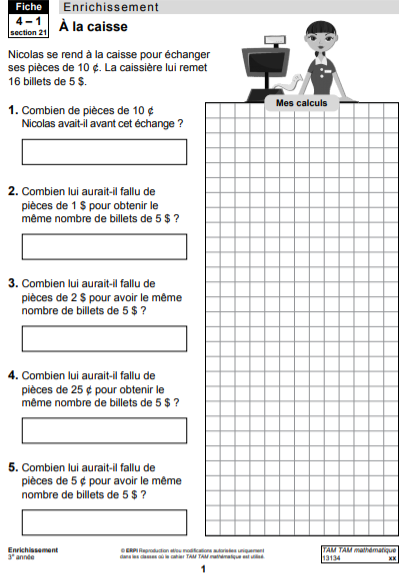 Fiche
Enrichissement
4 – 1
section 21
À la caisse
Nicolas se rend à la caisse pour échanger
ses pièces de 10 ¢. La caissière lui remet
16 billets de 5 $.
Mes calculs
1. Combien de pièces de 10 ¢
Nicolas avait-il avant cet échange ?
2. Combien lui aurait-il fallu de
pièces de 1 $ pour obtenir le
même nombre de billets de 5 $ ?
3. Combien lui aurait-il fallu de
pièces de 2 $ pour avoir le même
nombre de billets de 5 $ ?
4. Combien lui aurait-il fallu de
pièces de 25 ¢ pour obtenir le
même nombre de billets de 5 $ ?
5. Combien lui aurait-il fallu de
pièces de 5 ¢ pour avoir le même
nombre de billets de 5 $ ?
Enrichissement
3e année
© ERPI Reproduction et/ou modifications autorisées uniquement
dans les classes où le cahier TAM TAM mathématique est utilisé.
TAM TAM mathématique
13134 xx
1